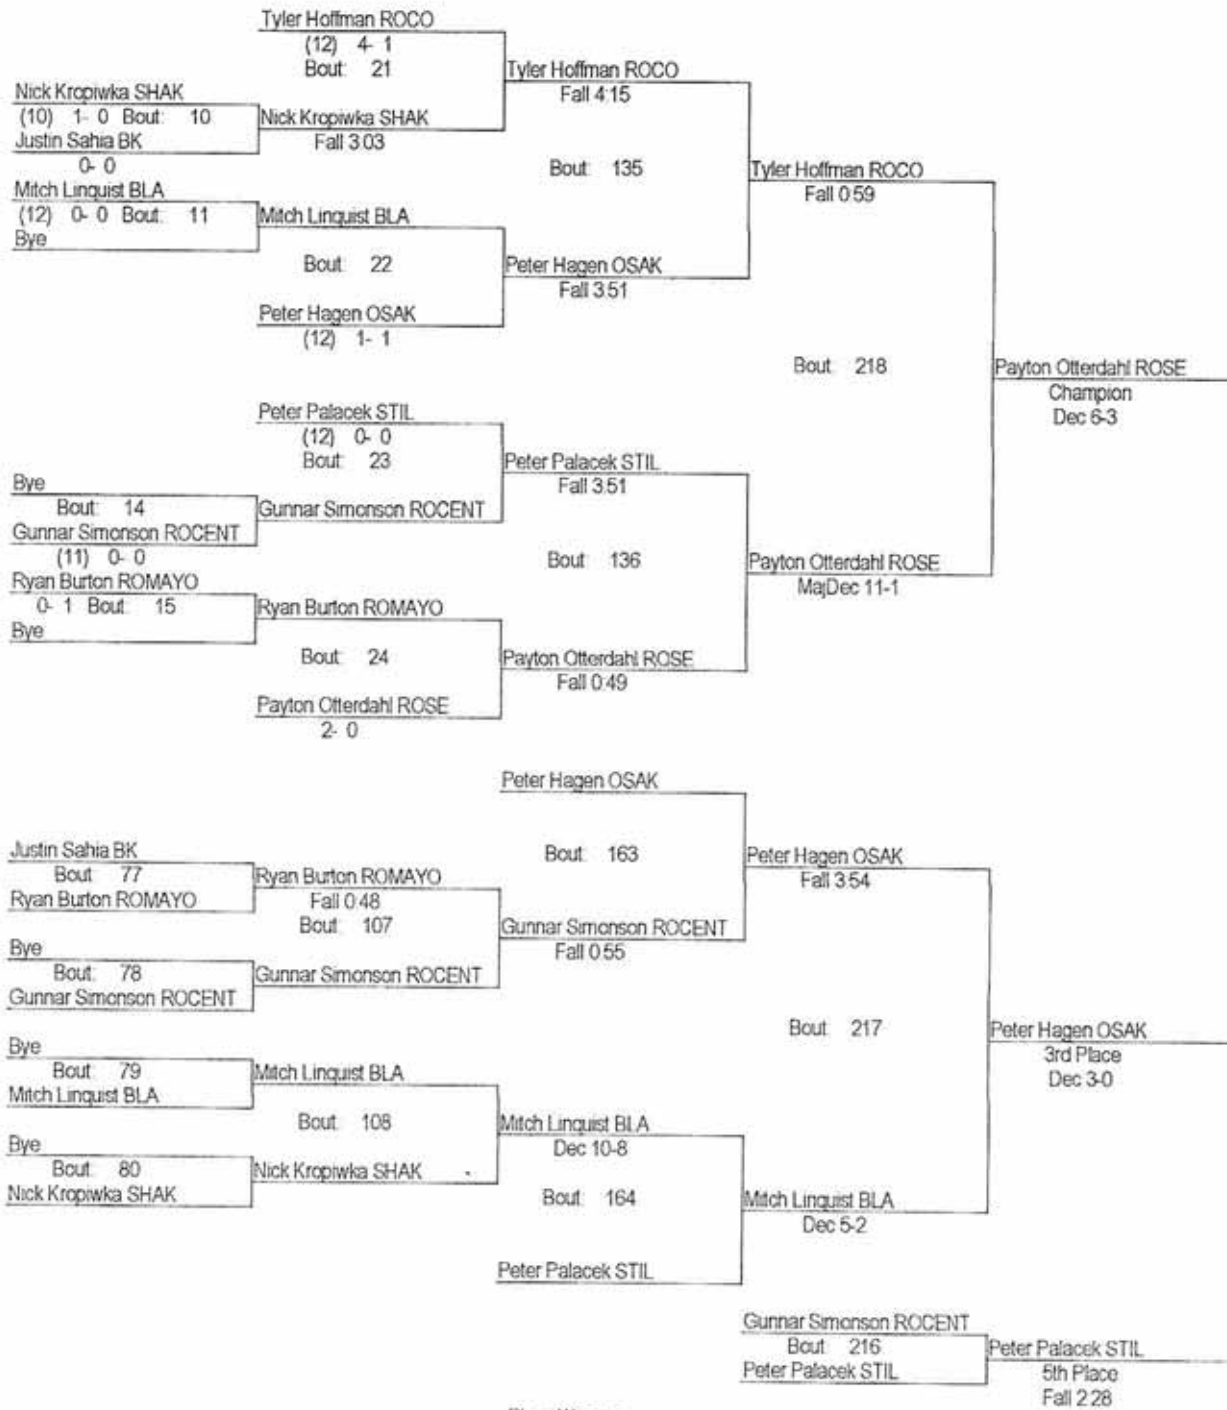 Tyler Hoffman ROCO
(12) 4- 1
Bout: 21
Tyler Hoffman ROCO
Fall 4:15
Nick Kropiwka SHAK
(10) 1- 0 Bout: 10
Nick Kropiwka SHAK
Fall 3:03
Justin Sahia BK
0- 0
Bout: 135
Tyler Hoffman ROCO
Fall 0:59
Mitch Linquist BLA
(12) 0- 0 Bout: 11
Mitch Linquist BLA
Bye
Bout: 22
Peter Hagen OSAK
Fall 3:51
Peter Hagen OSAK
(12) 1- 1
Bout: 218
Payton Otterdahl ROSE
Champion
Dec 6-3
Peter Palacek STIL
(12) 0- 0
Bout: 23
Peter Palacek STIL
Fall 3:51
Bye
Bout: 14
Gunnar Simonson ROCENT
Gunnar Simonson ROCENT
(11) 0- 0
Bout: 136
Payton Otterdahl ROSE
MajDec 11-1
Ryan Burton ROMAYO
0- 1 Bout: 15
Ryan Burton ROMAYO
Bye
Bout: 24
Payton Otterdahl ROSE
Fall 0:49
Payton Otterdahl ROSE
2- 0
Peter Hagen OSAK
Bout: 163
Peter Hagen OSAK
Fall 3:54
Justin Sahia BK
Bout: 77
Ryan Burton ROMAYO
Ryan Burton ROMAYO
Fall 0:48
Bout: 107
Gunnar Simonson ROCENT
Fall 0:55
Bye
Bout: 78
Gunnar Simonson ROCENT
Gunnar Simonson ROCENT
Bout: 217
Peter Hagen OSAK
3rd Place
Dec 3-0
Bye
Bout: 79
Mitch Linquist BLA
Mitch Linquist BLA
Bout: 108
Mitch Linquist BLA
Dec 10-8
Bye
Bout: 80
Nick Kropiwka SHAK
Nick Kropiwka SHAK
Bout: 164
Mitch Linquist BLA
Dec 5-2
Peter Palacek STIL
Gunnar Simonson ROCENT
Bout: 216
Peter Palacek STIL
Peter Palacek STIL
5th Place
Fall 2:28